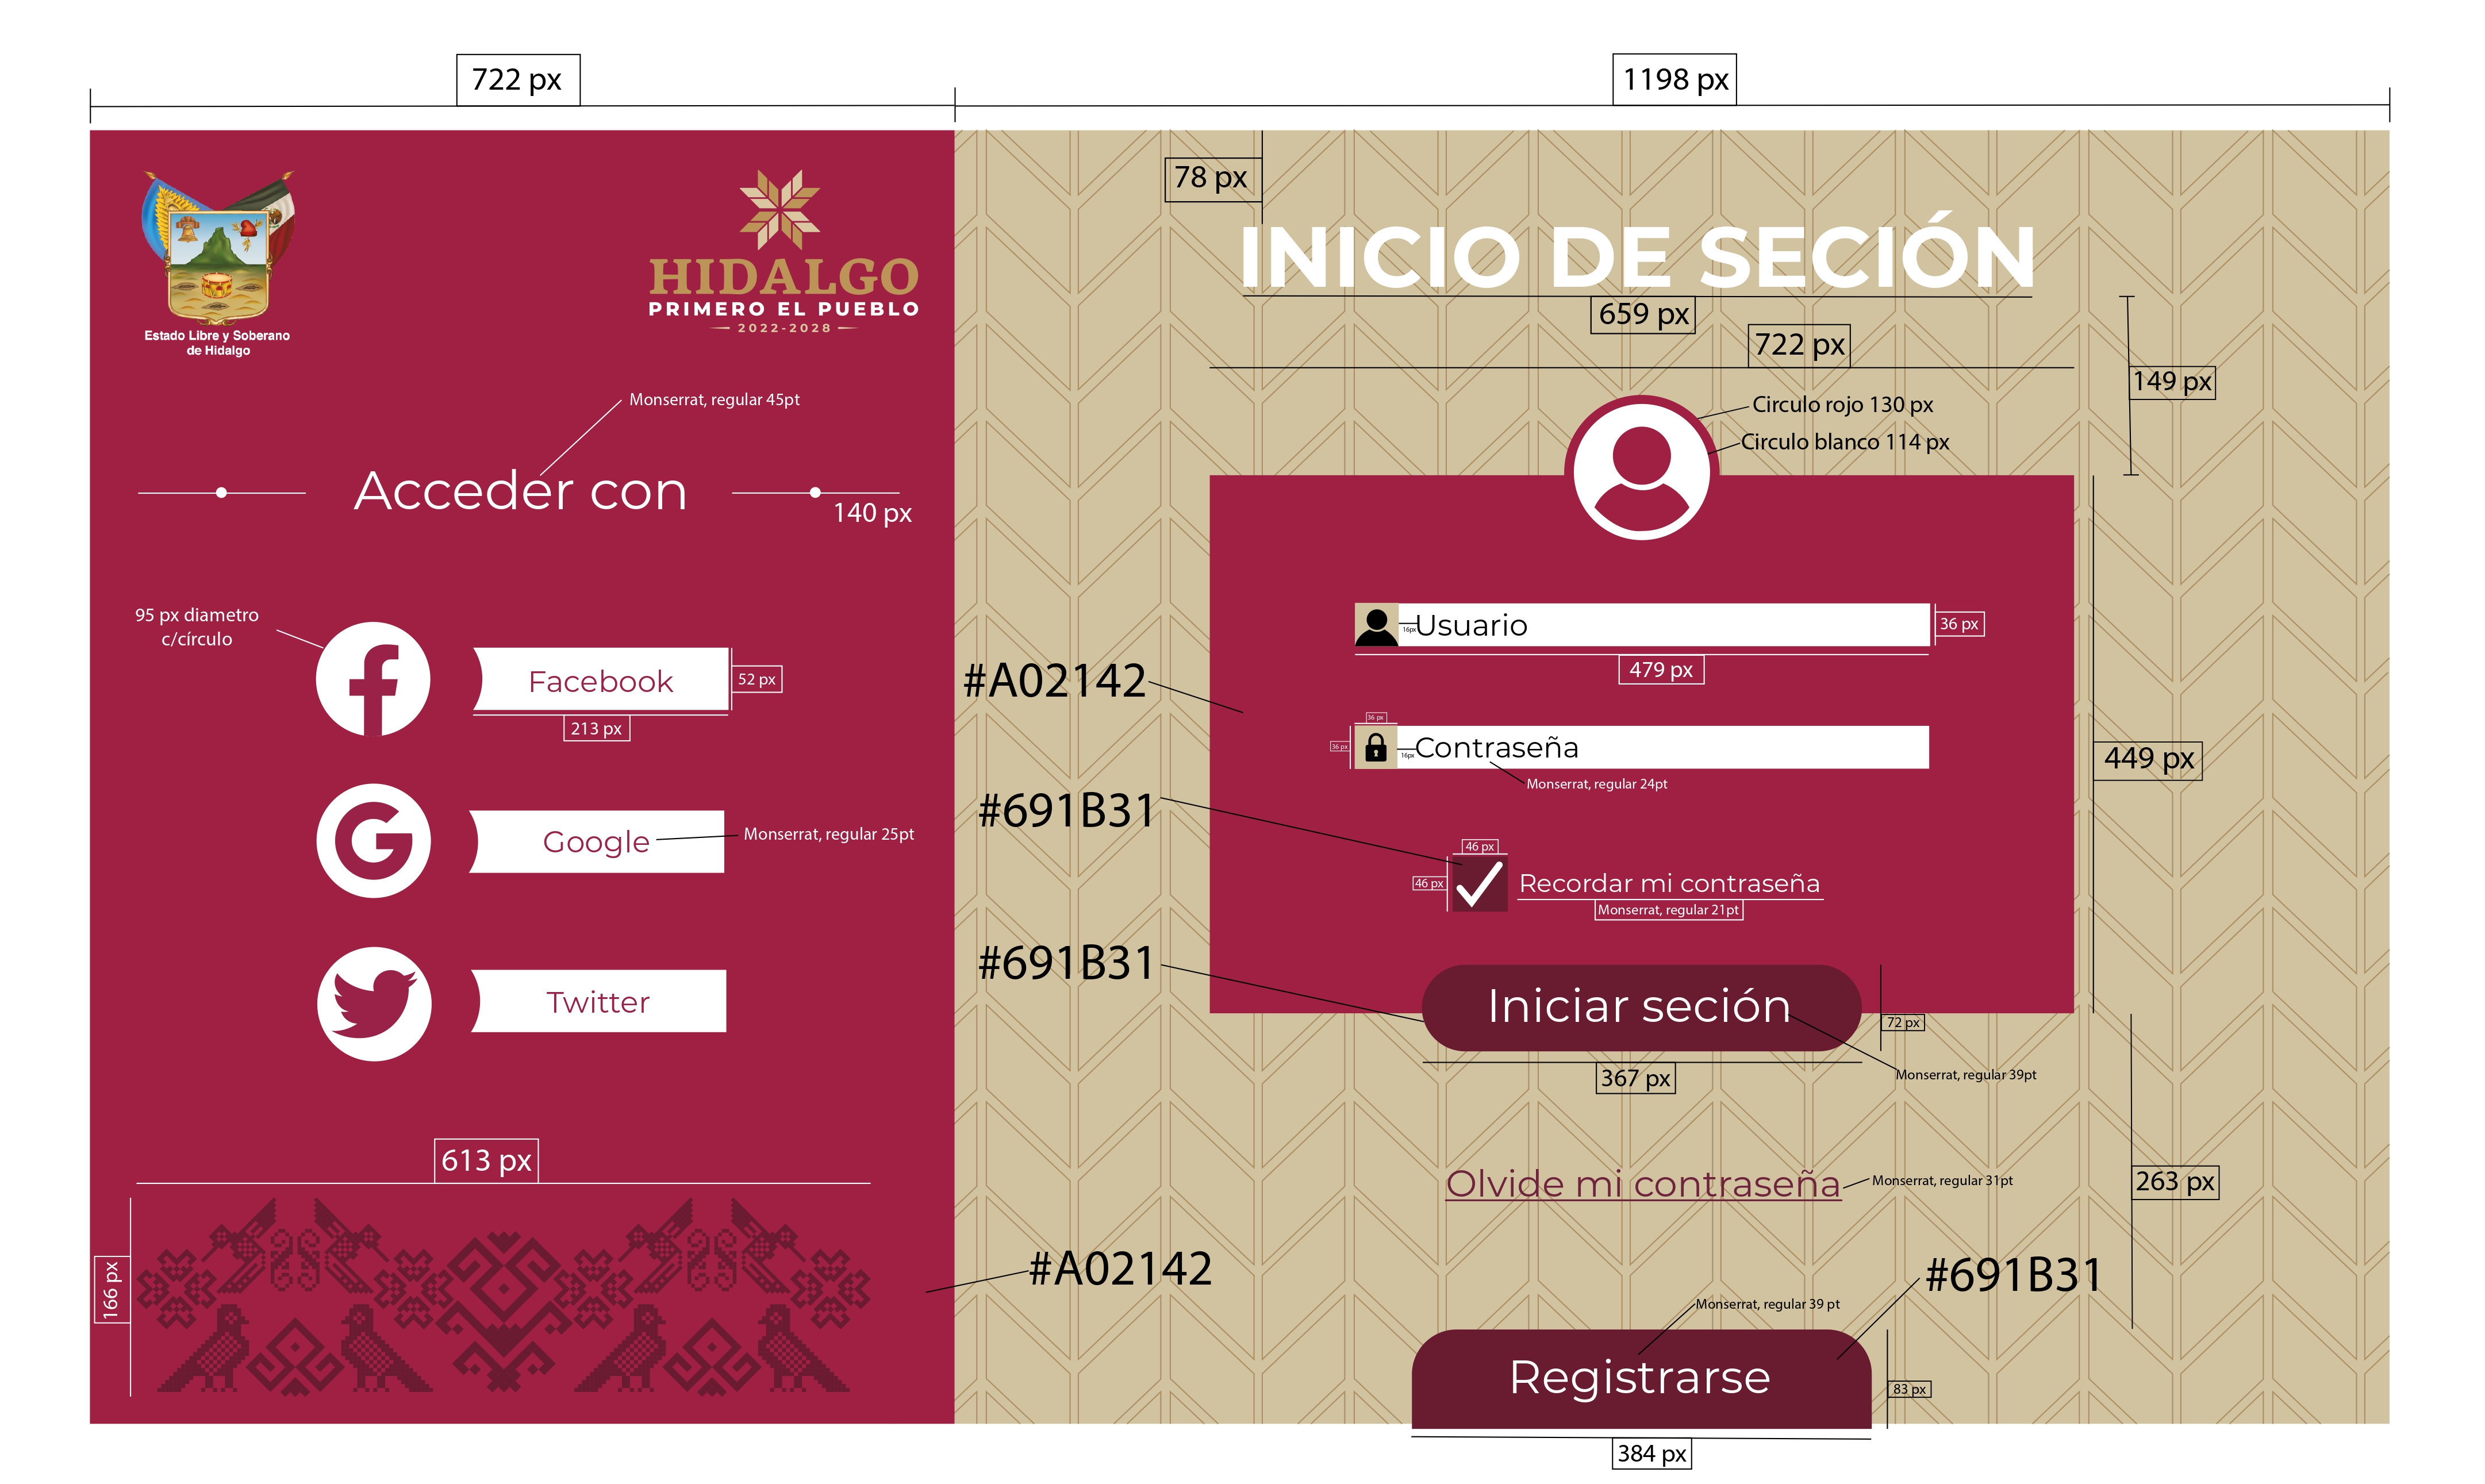 722 px
1198 px
Estado Libre y Soberano
de Hidalgo
HIDALGO
PRIMERO EL PUEBLO
2022-2028
Monserrat, regular 45pt
Acceder con
140 px
95 px diametro
c/círculo
Facebook
52 px
213 px
Google
Monserrat, regular 25pt
Twitter
613 px
166 px
78 px
INICIO DE SECIÓN
659 px
722 px
149 px
Circulo rojo 130 px
Circulo blanco 114 px
16px
Usuario
36 px
479 px
#A02142
36 px
36 px
16px
Contraseña
Monserrat, regular 24pt
449 px
#691B31
46 px
46 px
Recordar mi contraseña
Monserrat, regular 21pt
#691B31
Iniciar seción
72 px
367 px
Monserrat, regular 39pt
Olvide mi contraseña
Monserrat, regular 31pt
263 px
#A02142
#691B31
Monserrat, regular 39 pt
Registrarse
83 px
384 px